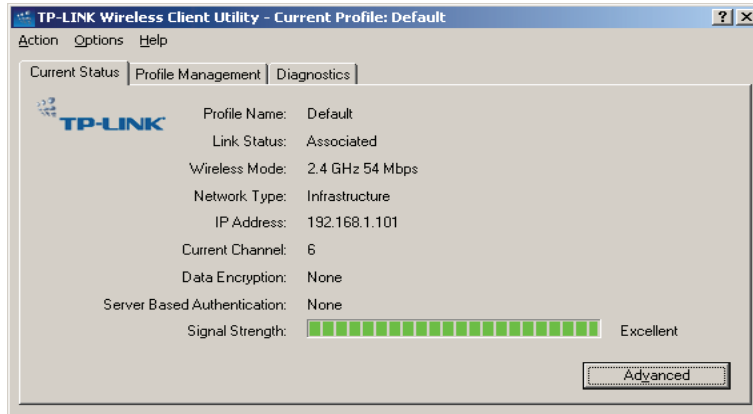 TP-LINK Wireless Client Utility - Current Profile: Default
Action Options Help
Current Status Profile Management Diagnostics
TP-LINK
Profile Name: Default
Link Status: Associated
Wireless Mode: 2.4 GHz 54 Mbps
Network Type: Infrastructure
IP Address: 192.168.1.101
Current Channel: 6
Data Encryption: None
Server Based Authentication: None
Signal Strength: Excellent
Advanced